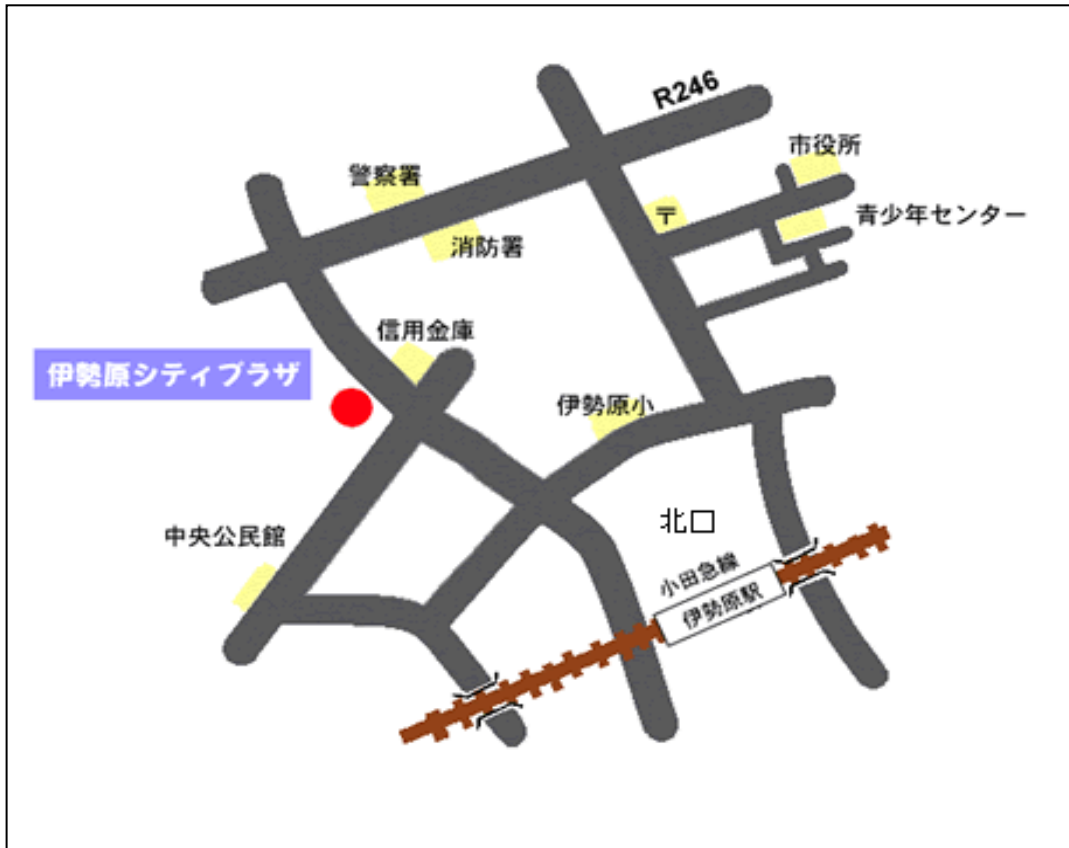 R246
市役所
警察署
〒
青少年センター
消防署
信用金庫
伊勢原シティプラザ
伊勢原小
北口
中央公民館
小田急線
伊勢原駅